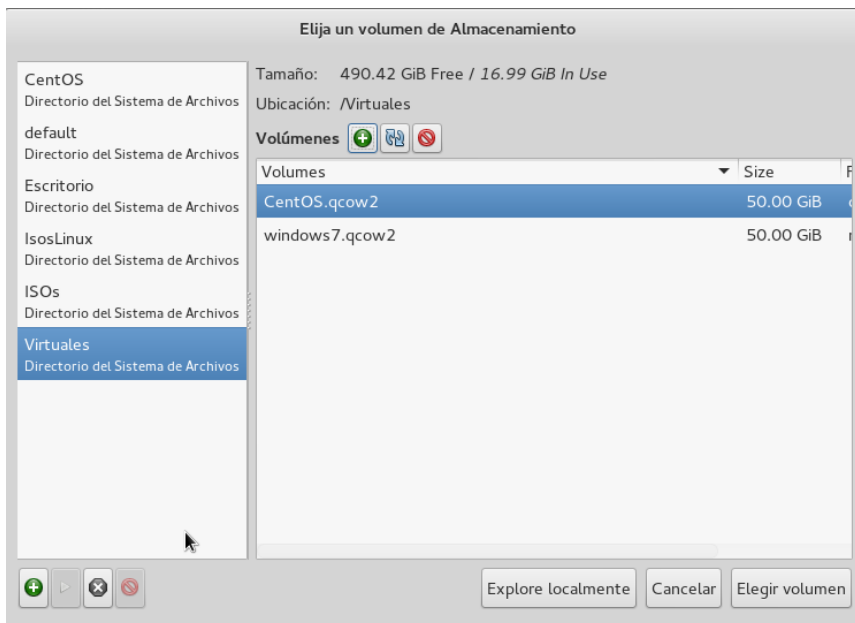 Elija un volumen de Almacenamiento
CentOS
Directorio del Sistema de Archivos
default
Directorio del Sistema de Archivos
Escritorio
Directorio del Sistema de Archivos
IsosLinux
Directorio del Sistema de Archivos
ISOs
Directorio del Sistema de Archivos
Virtuales
Directorio del Sistema de Archivos
Tamaño: 490.42 GiB Free / 16.99 GiB In Use
Ubicación: /Virtuales
Volúmenes
Volumes Size
CentOS.qcow2 50.00 GiB
windows7.qcow2 50.00 GiB
Explore localmente Cancelar Elegir volumen